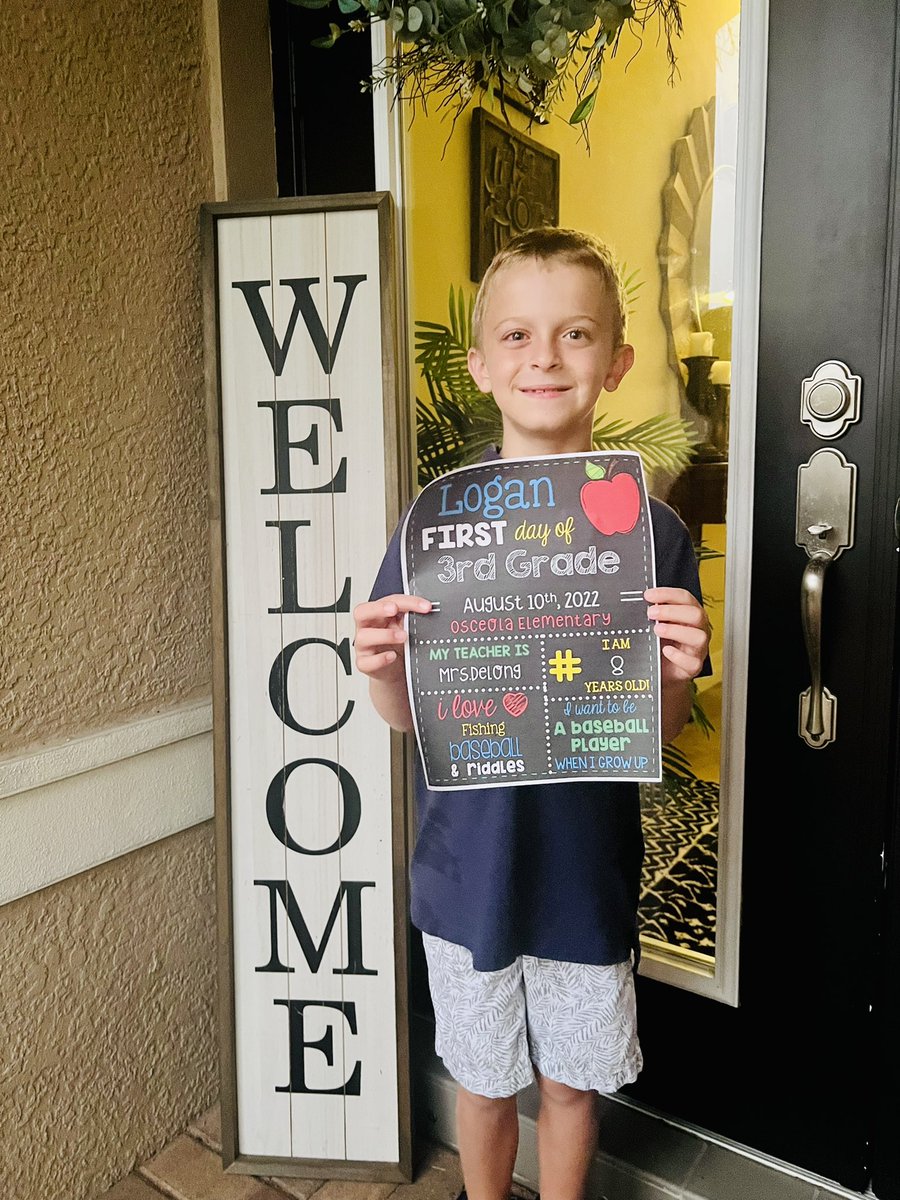 WELCOME
Logan
FIRST day of
3rd Grade
August 10th, 2022
Osceola Elementary
MY TEACHER IS
Mrs.Delong
# I AM
8
YEARS OLD!
i love
Fishing
baseball
& riddles
I want to be
A baseball
player
WHEN I GROW UP